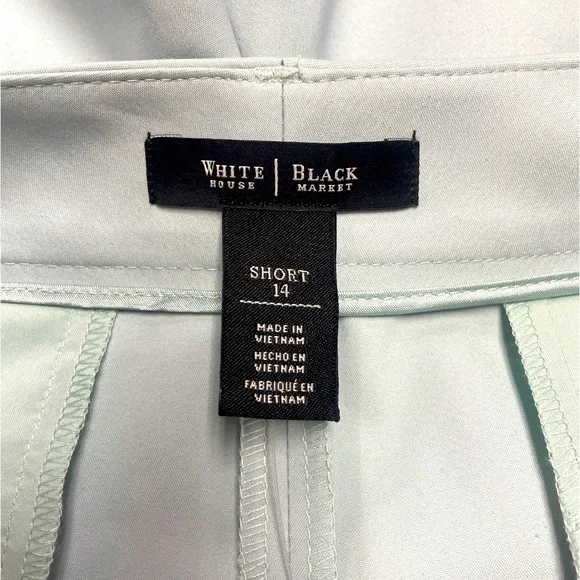 WHITE | BLACK
HOUSE MARKET
SHORT
14
MADE IN
VIETNAM
HECHO EN
VIETNAM
FABRIQUÉ EN
VIETNAM